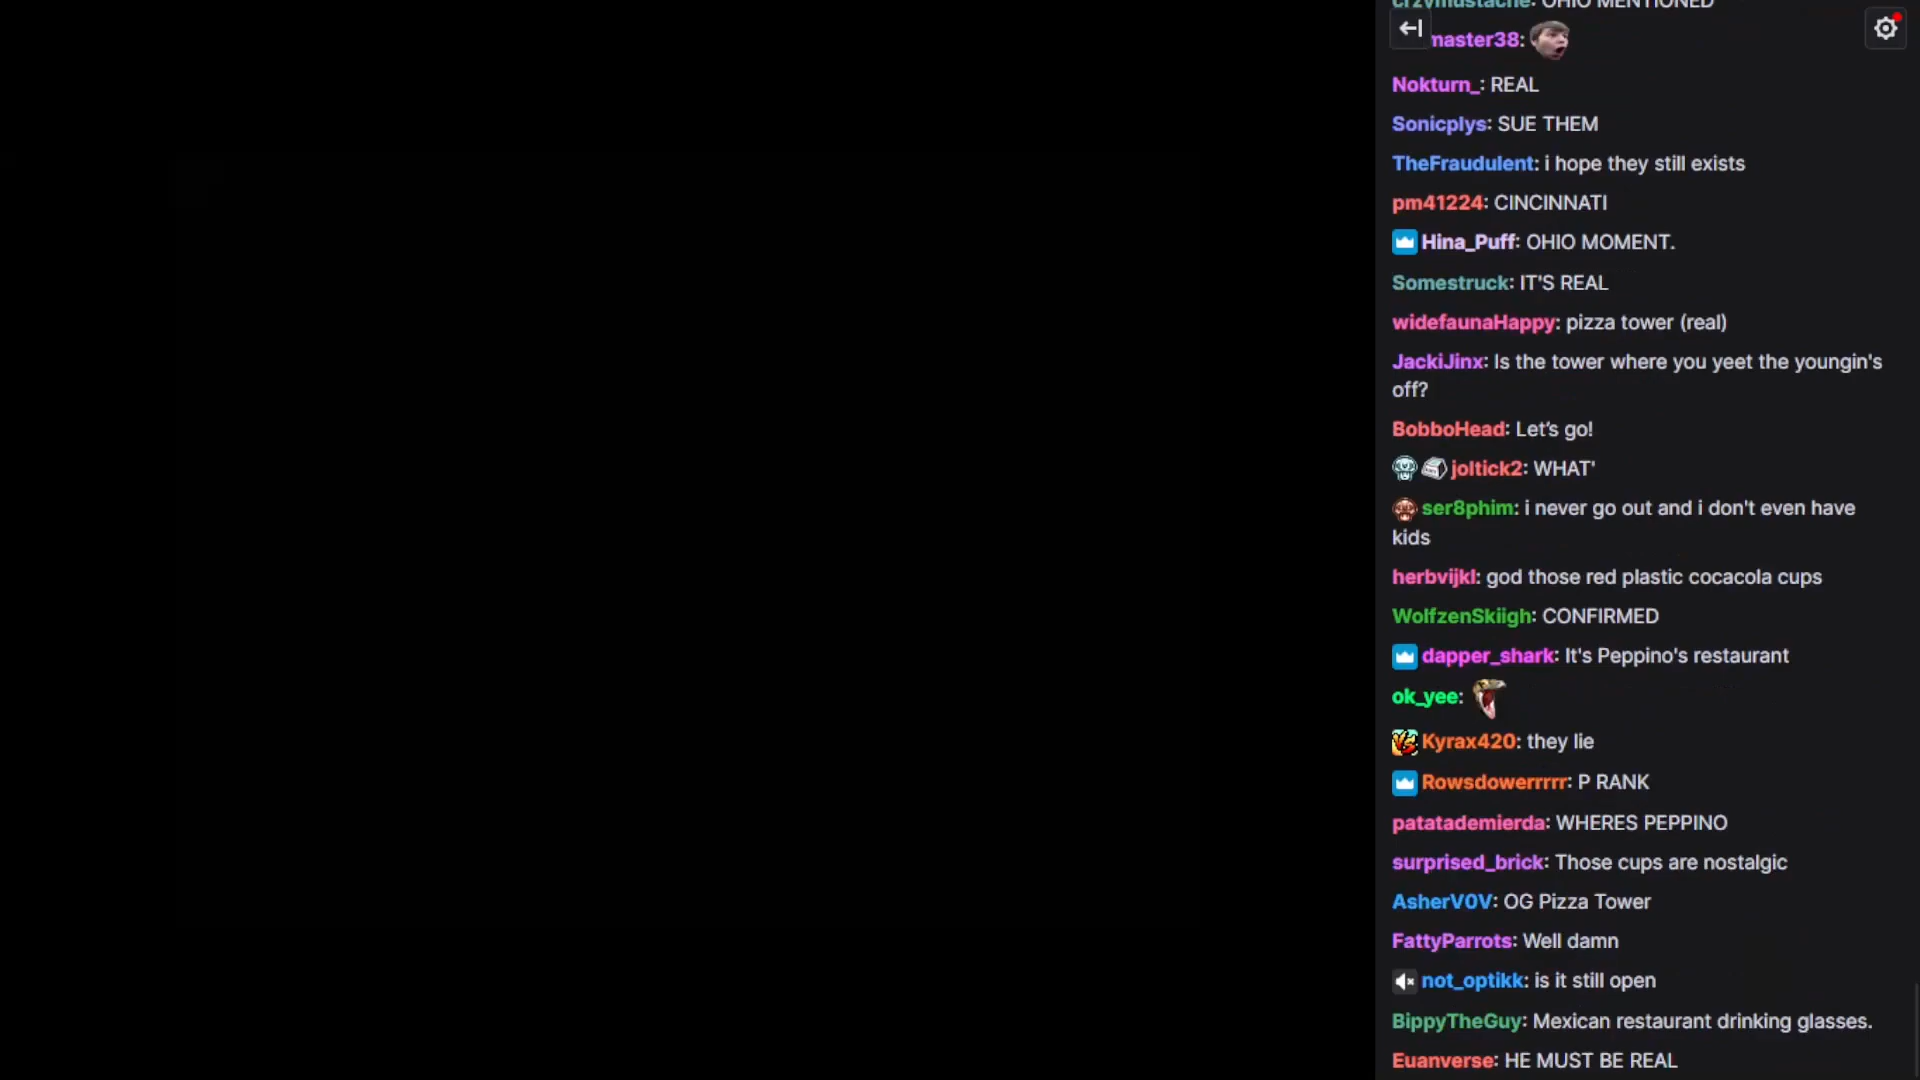 crzymustache: OHIO MENTIONED
master38:
Nokturn_: REAL
Sonicplys: SUE THEM
TheFraudulent: i hope they still exists
pm41224: CINCINNATI
Hina_Puff: OHIO MOMENT.
Somestruck: IT'S REAL
widefaunaHappy: pizza tower (real)
JackiJinx: Is the tower where you yeet the youngin's
off?
BobboHead: Let's go!
joltick2: WHAT'
ser8phim: i never go out and i don't even have
kids
herbvijkl: god those red plastic cocacola cups
WolfzenSkiigh: CONFIRMED
dapper_shark: It's Peppino's restaurant
ok_yee:
VS Kyrax420: they lie
Rowsdowerrrrr: P RANK
patatademierda: WHERES PEPPINO
surprised_brick: Those cups are nostalgic
AsherV0V: OG Pizza Tower
FattyParrots: Well damn
not_optikk: is it still open
BippyTheGuy: Mexican restaurant drinking glasses.
Euanverse: HE MUST BE REAL